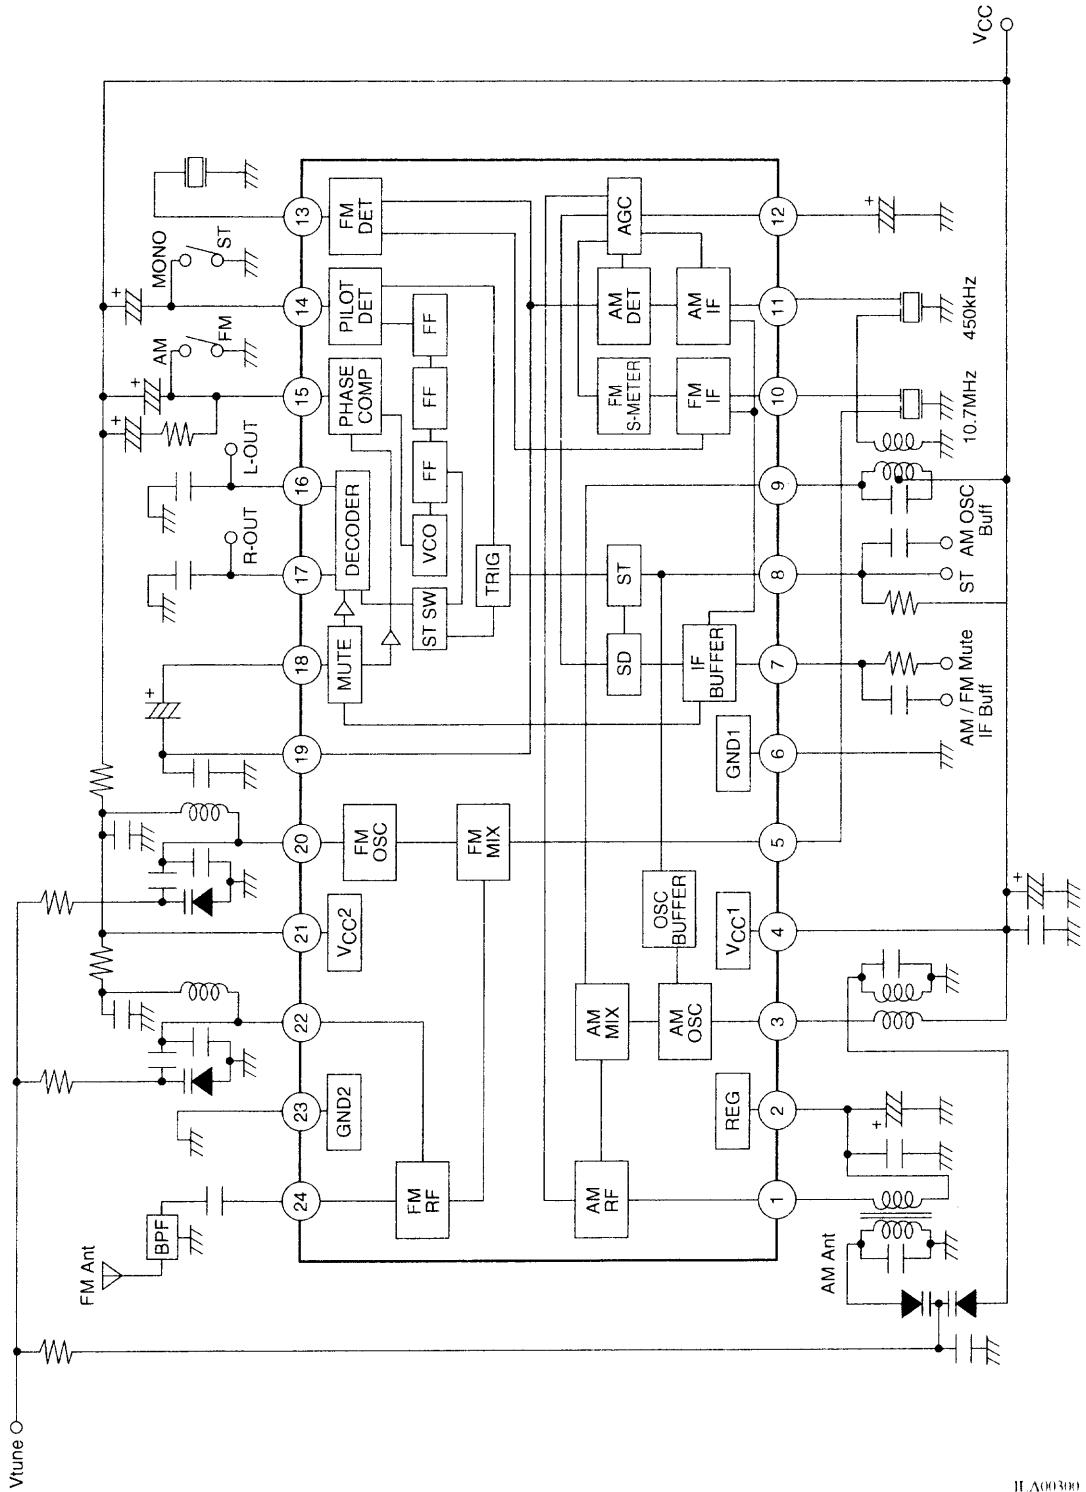 Vtune
FM Ant
BPF
R-OUT
L-OUT
AM
FM
MONO
ST
VCC
24
23
22
21
20
19
18
17
16
15
14
13
FM RF
GND2
VCC2
FM OSC
FM MIX
MUTE
DECODER
PHASE COMP
PILOT DET
FM DET
ST SW
VCO
FF
FF
FF
TRIG
AM RF
REG
AM MIX
AM OSC
OSC BUFFER
VCC1
GND1
IF BUFFER
SD
ST
FM S-METER
FM IF
AM DET
AM IF
AGC
1
2
3
4
5
6
7
8
9
10
11
12
AM Ant
AM / FM Mute
IF Buff
ST
AM OSC
Buff
10.7MHz
450kHz
ILA00300